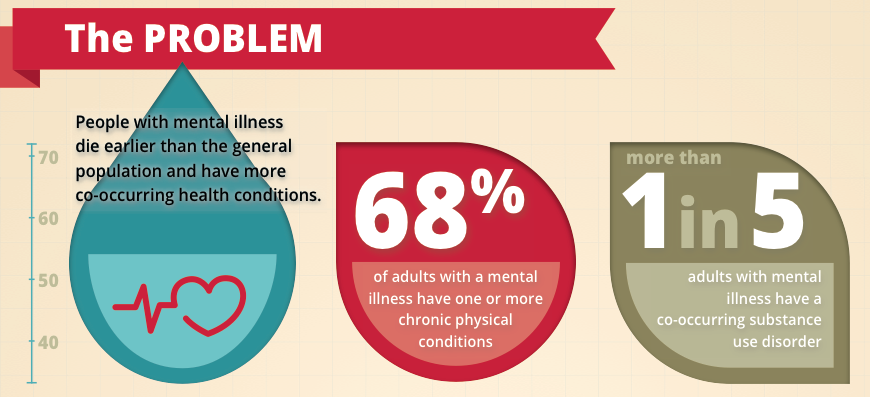 The PROBLEM
People with mental illness
die earlier than the general
population and have more
co-occurring health conditions.
70
60
50
40
68%
of adults with a mental
illness have one or more
chronic physical
conditions
more than
1 in 5
adults with mental
illness have a
co-occurring substance
use disorder